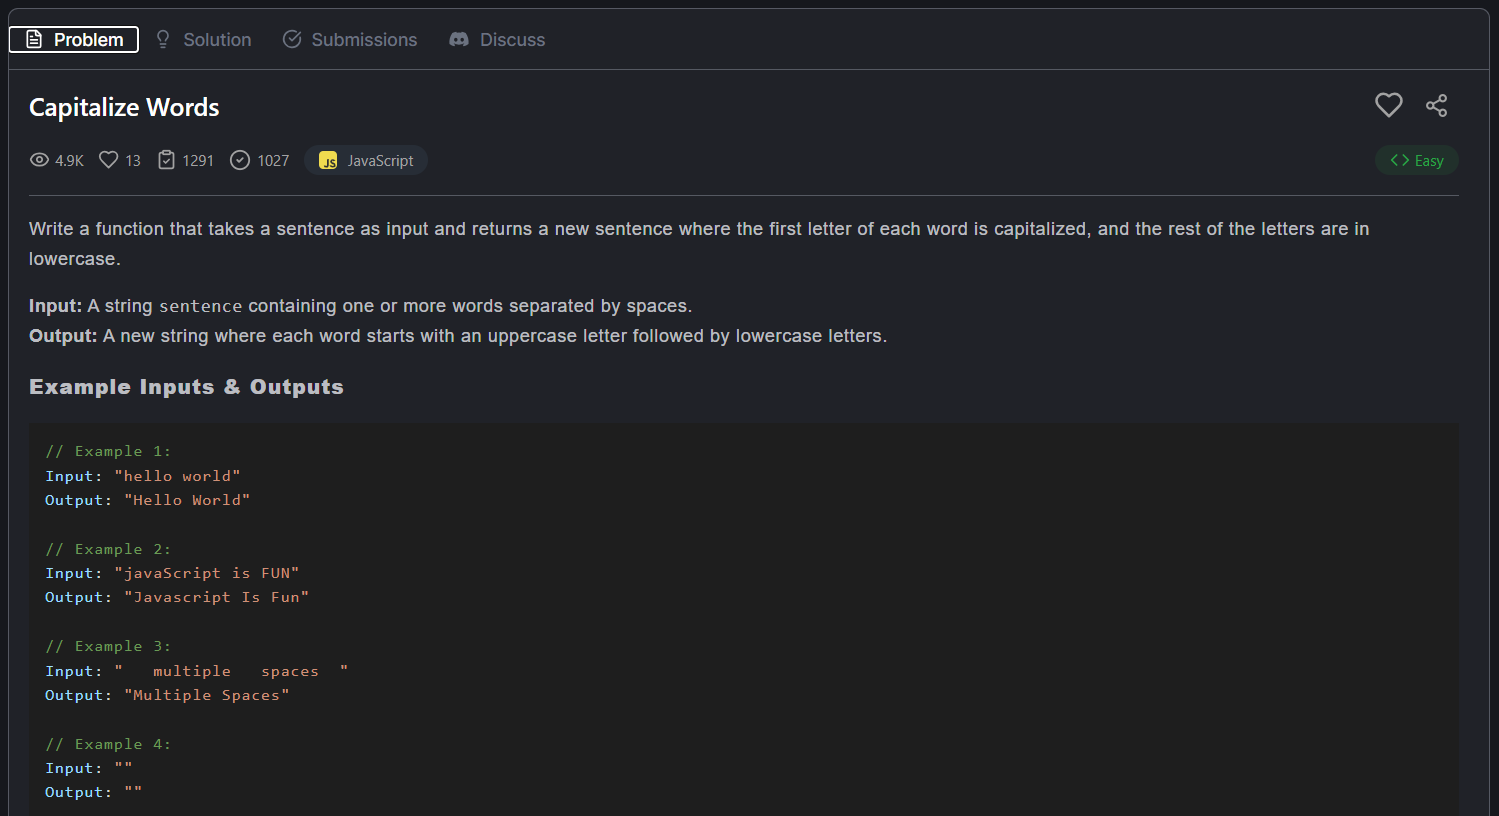 Problem Solution Submissions Discuss
Capitalize Words
4.9K 13 1291 1027 JS JavaScript <> Easy
Write a function that takes a sentence as input and returns a new sentence where the first letter of each word is capitalized, and the rest of the letters are in
lowercase.
Input: A string sentence containing one or more words separated by spaces.
Output: A new string where each word starts with an uppercase letter followed by lowercase letters.
Example Inputs & Outputs
// Example 1:
Input: "hello world"
Output: "Hello World"
// Example 2:
Input: "javaScript is FUN"
Output: "Javascript Is Fun"
// Example 3:
Input: "   multiple   spaces  "
Output: "Multiple Spaces"
// Example 4:
Input: ""
Output: ""